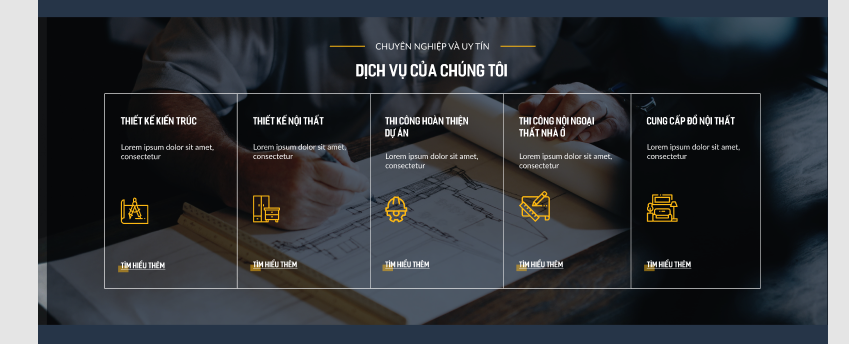 CHUYÊN NGHIỆP VÀ UY TÍN
DỊCH VỤ CỦA CHÚNG TÔI
THIẾT KẾ KIẾN TRÚC
Lorem ipsum dolor sit amet,
consectetur
TÌM HIỂU THÊM
THIẾT KẾ NỘI THẤT
Lorem ipsum dolor sit amet,
consectetur
TÌM HIỂU THÊM
THI CÔNG HOÀN THIỆN
DỰ ÁN
Lorem ipsum dolor sit amet,
consectetur
TÌM HIỂU THÊM
THI CÔNG NỘI NGOẠI
THẤT NHÀ Ở
Lorem ipsum dolor sit amet,
consectetur
TÌM HIỂU THÊM
CUNG CẤP ĐỒ NỘI THẤT
Lorem ipsum dolor sit amet,
consectetur
TÌM HIỂU THÊM